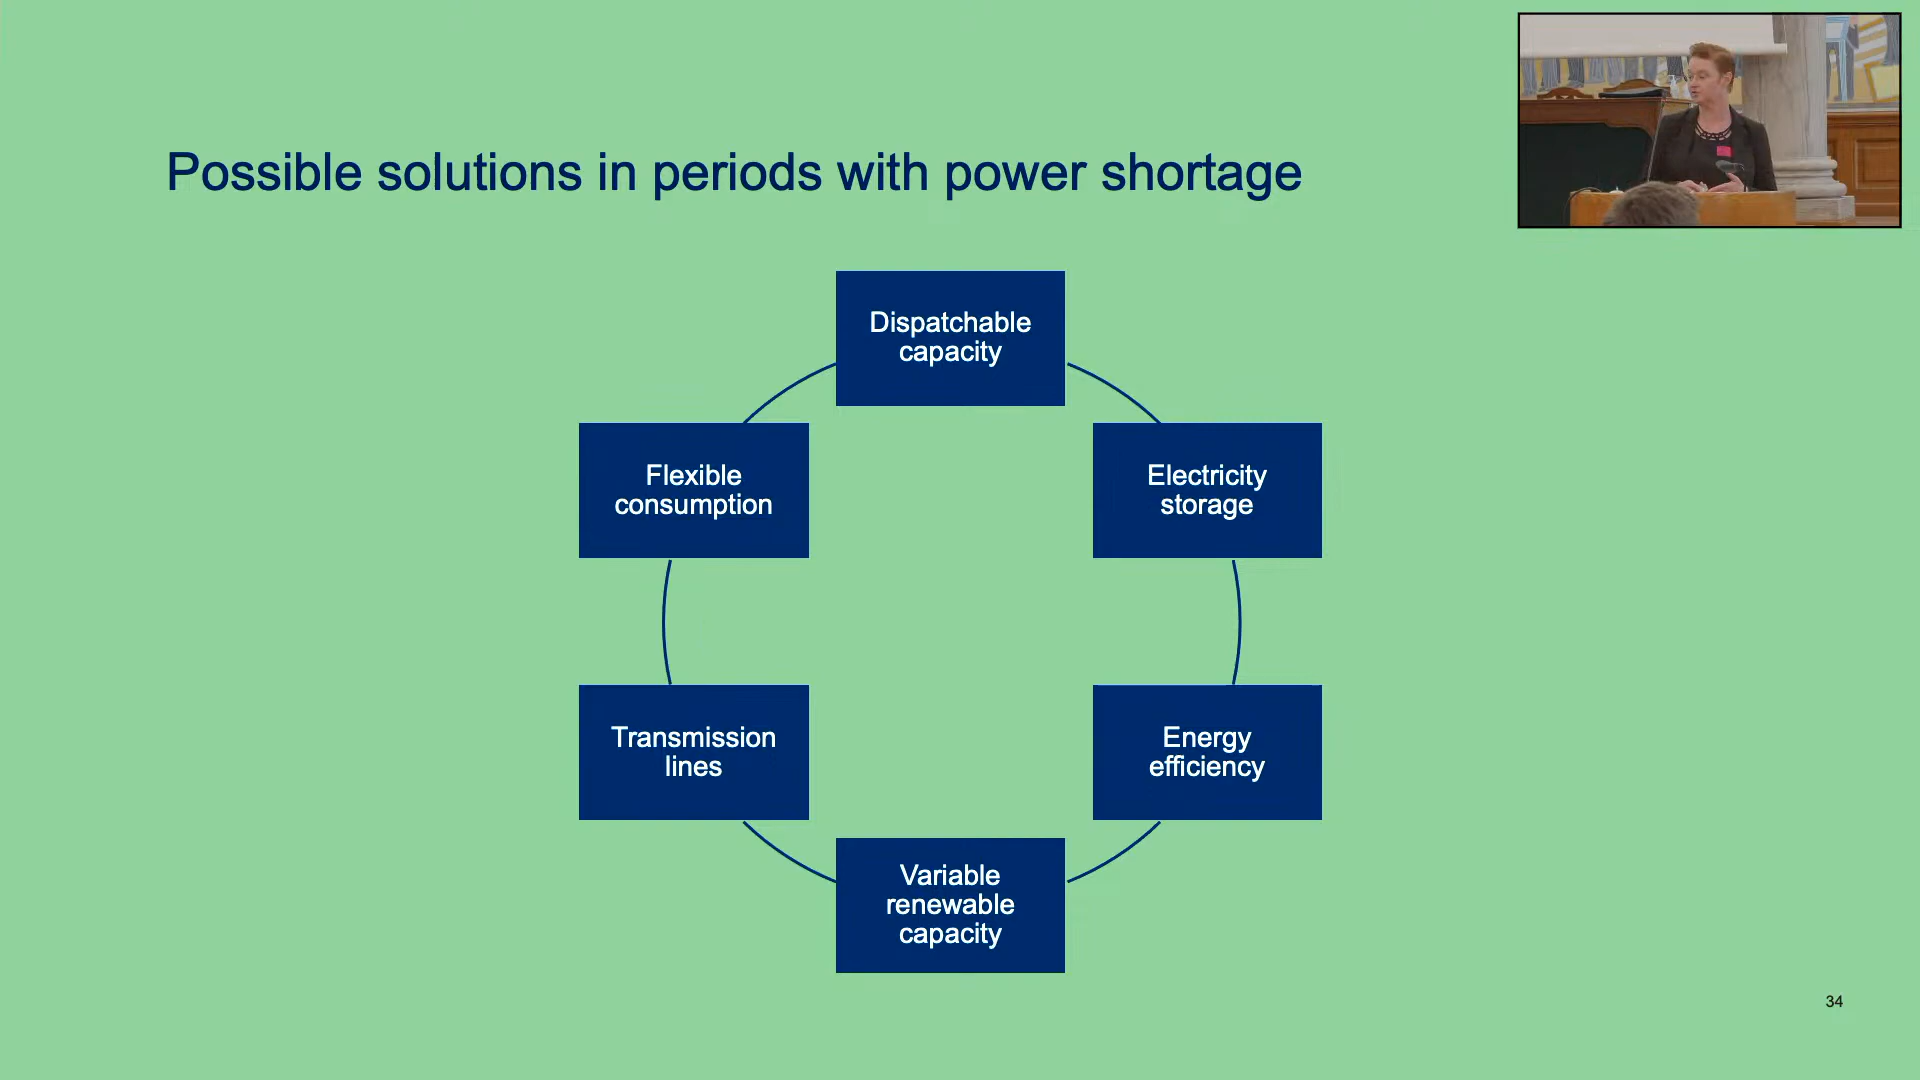 Possible solutions in periods with power shortage
Dispatchable
capacity
Flexible
consumption
Electricity
storage
Transmission
lines
Energy
efficiency
Variable
renewable
capacity
34